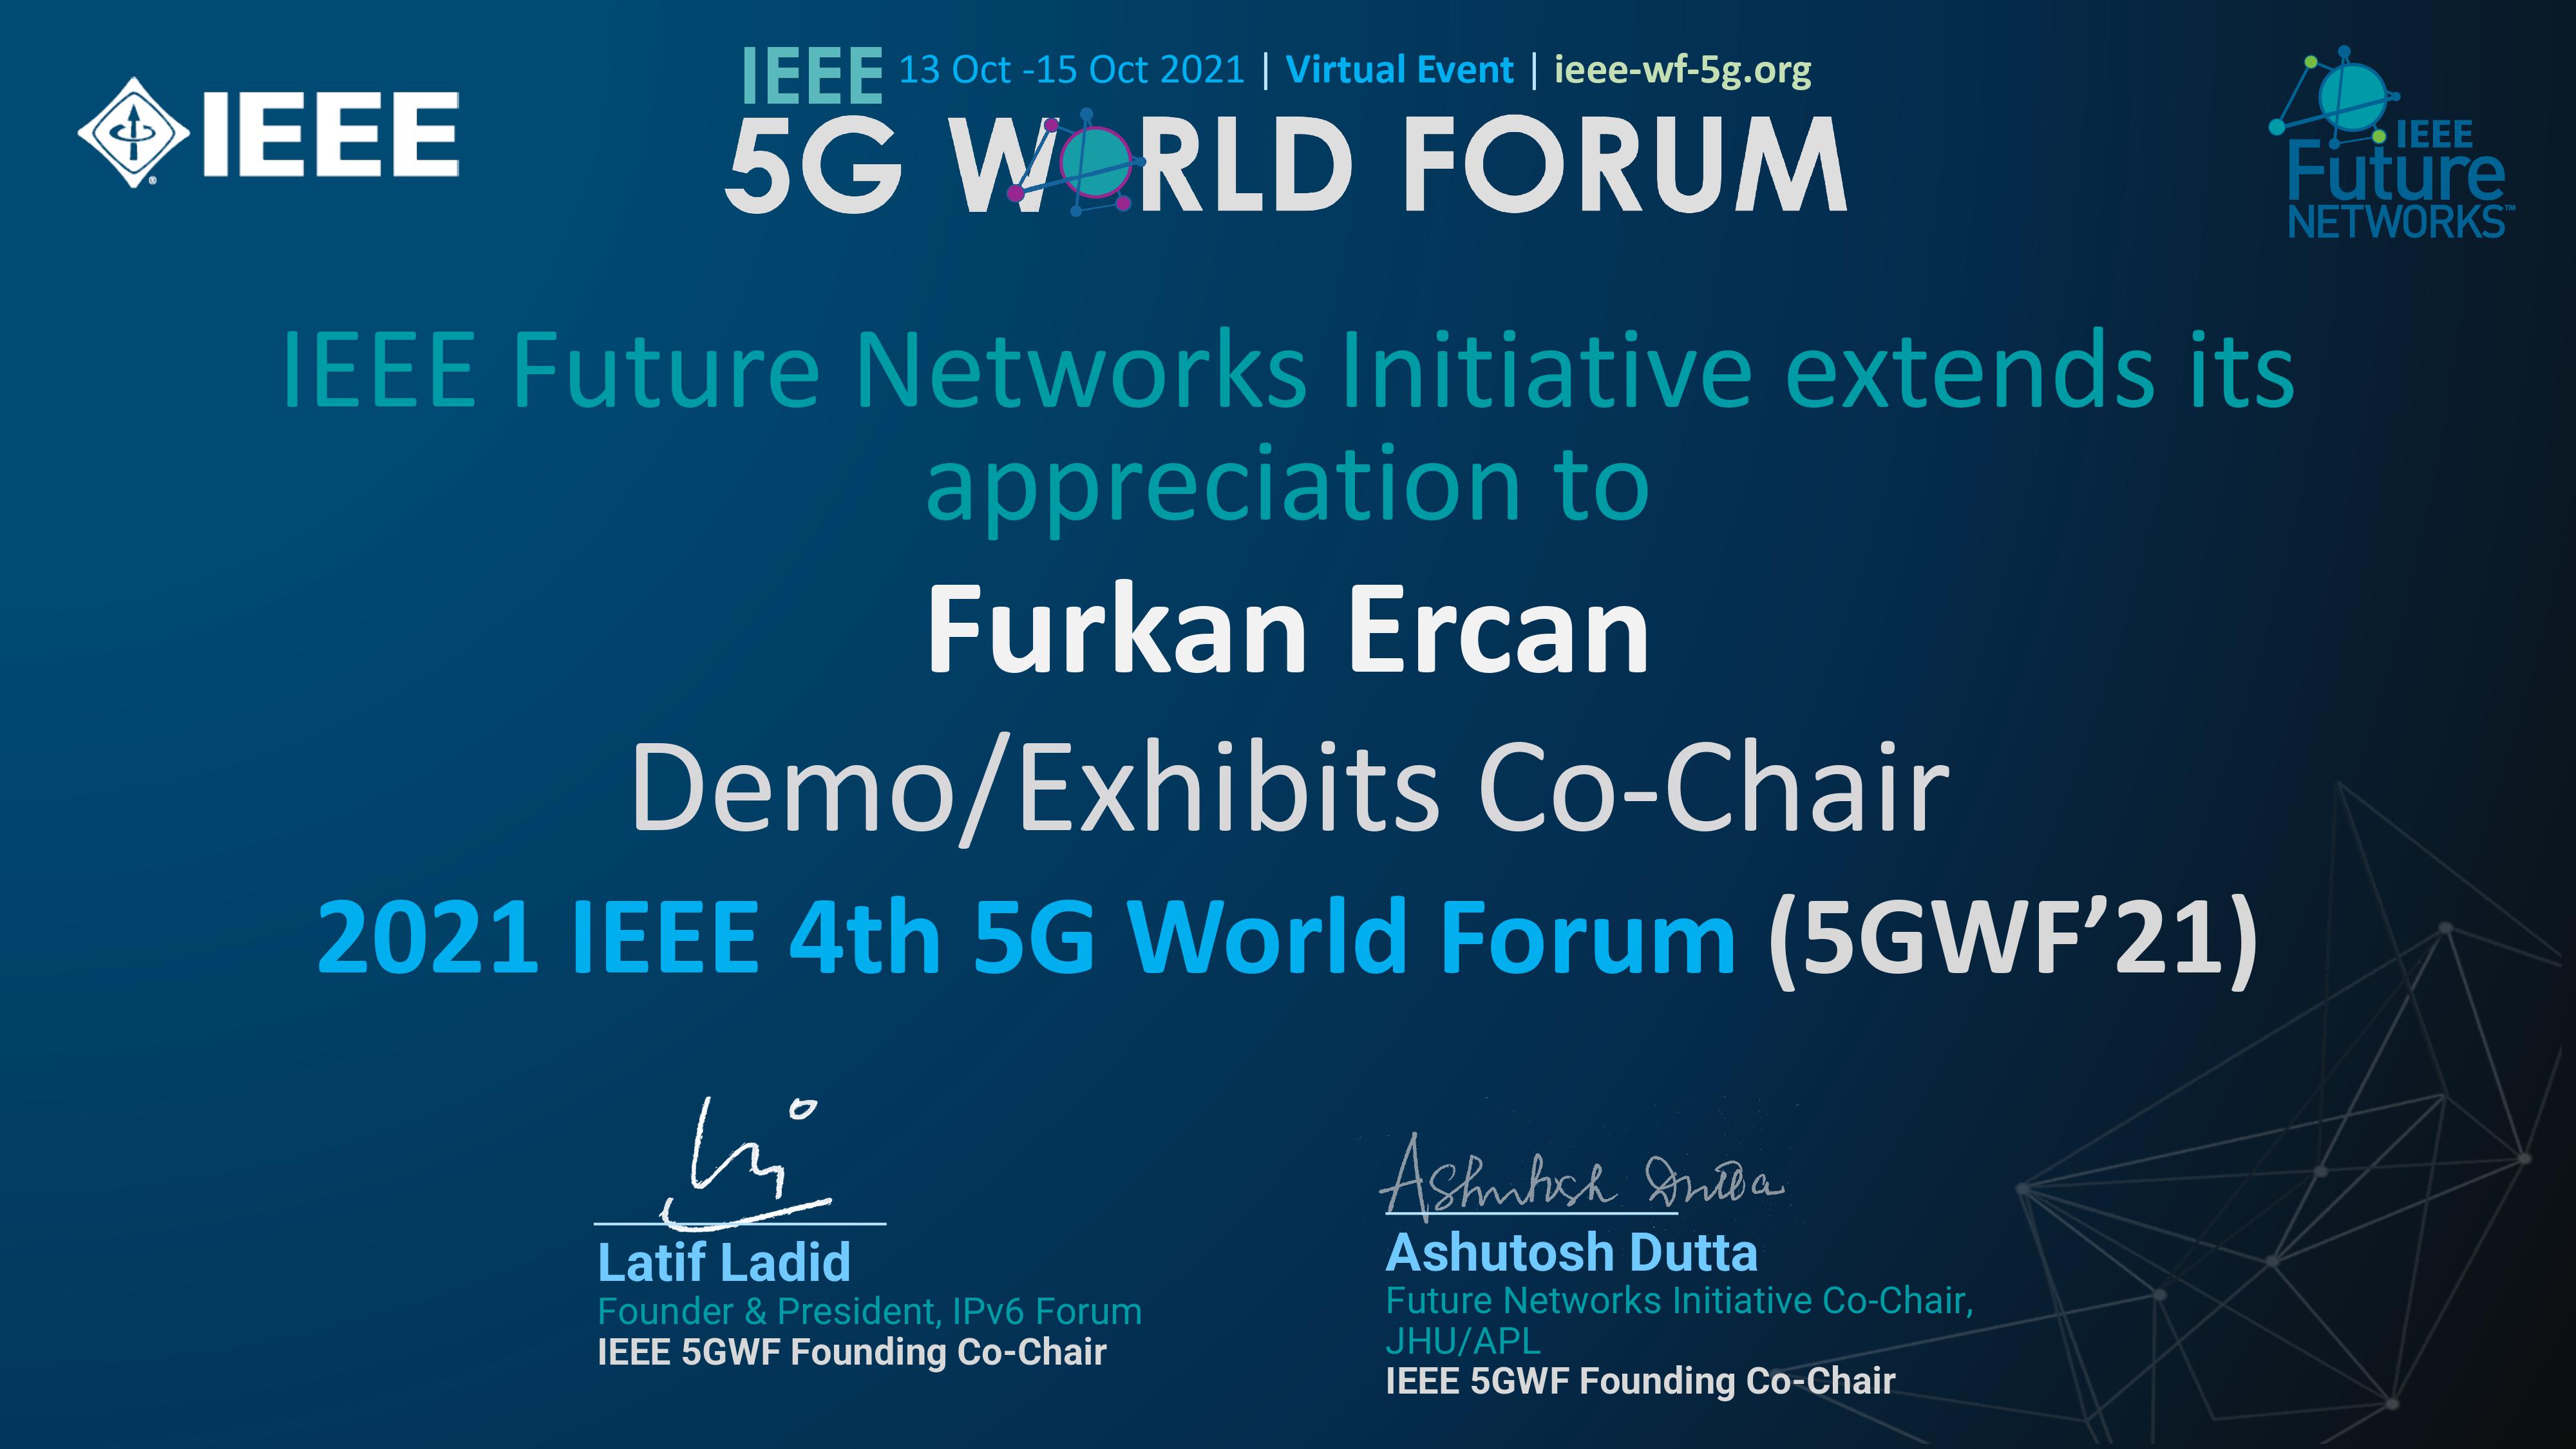 IEEE
IEEE 13 Oct -15 Oct 2021 | Virtual Event | ieee-wf-5g.org
5G WORLD FORUM
IEEE
Future
NETWORKS™
IEEE Future Networks Initiative extends its
appreciation to
Furkan Ercan
Demo/Exhibits Co-Chair
2021 IEEE 4th 5G World Forum (5GWF’21)
Ashutosh Dutta
Latif Ladid
Founder & President, IPv6 Forum
IEEE 5GWF Founding Co-Chair
Ashutosh Dutta
Future Networks Initiative Co-Chair,
JHU/APL
IEEE 5GWF Founding Co-Chair